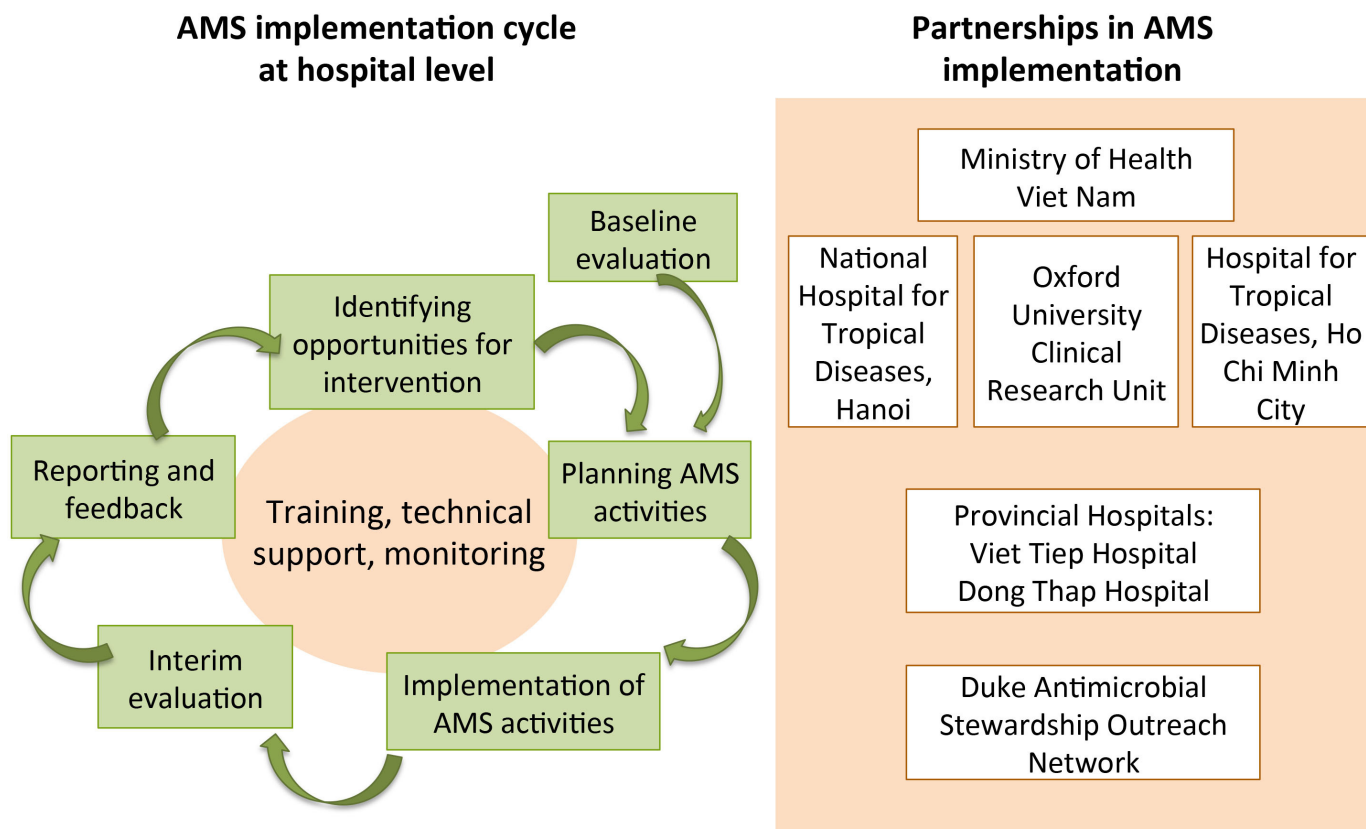 AMS implementation cycle
at hospital level
Baseline
evaluation
Identifying
opportunities for
intervention
Planning AMS
activities
Implementation of
AMS activities
Interim
evaluation
Reporting and
feedback
Training, technical
support, monitoring
Partnerships in AMS
implementation
Ministry of Health
Viet Nam
National
Hospital for
Tropical
Diseases,
Hanoi
Oxford
University
Clinical
Research Unit
Hospital for
Tropical
Diseases, Ho
Chi Minh
City
Provincial Hospitals:
Viet Tiep Hospital
Dong Thap Hospital
Duke Antimicrobial
Stewardship Outreach
Network